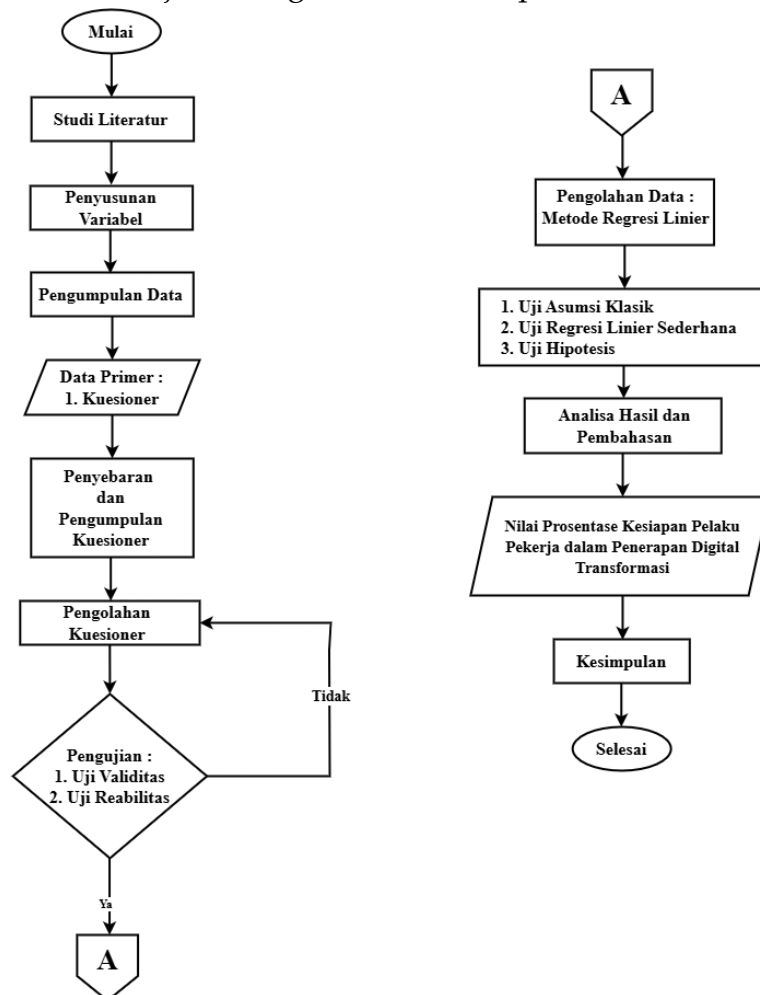 Mulai
Studi Literatur
Penyusunan
Variabel
Pengumpulan Data
Data Primer :
1. Kuesioner
Penyebaran
dan
Pengumpulan
Kuesioner
Pengolahan
Kuesioner
Tidak
Pengujian :
1. Uji Validitas
2. Uji Reabilitas
Ya
A
A
Pengolahan Data :
Metode Regresi Linier
1. Uji Asumsi Klasik
2. Uji Regresi Linier Sederhana
3. Uji Hipotesis
Analisa Hasil dan
Pembahasan
Nilai Prosentase Kesiapan Pelaku
Pekerja dalam Penerapan Digital
Transformasi
Kesimpulan
Selesai